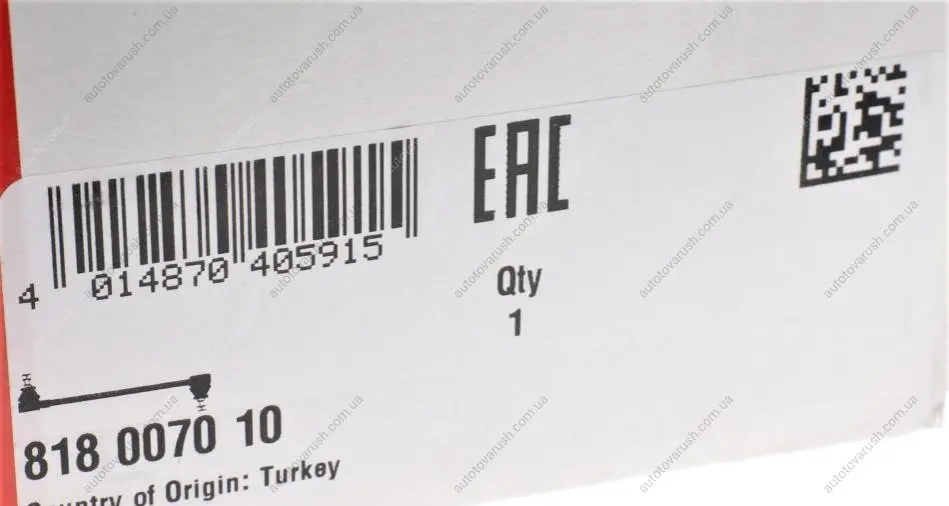 EAC
4 014870 405915
Qty
1
818 0070 10
Country of Origin: Turkey
autotovarush.com.ua